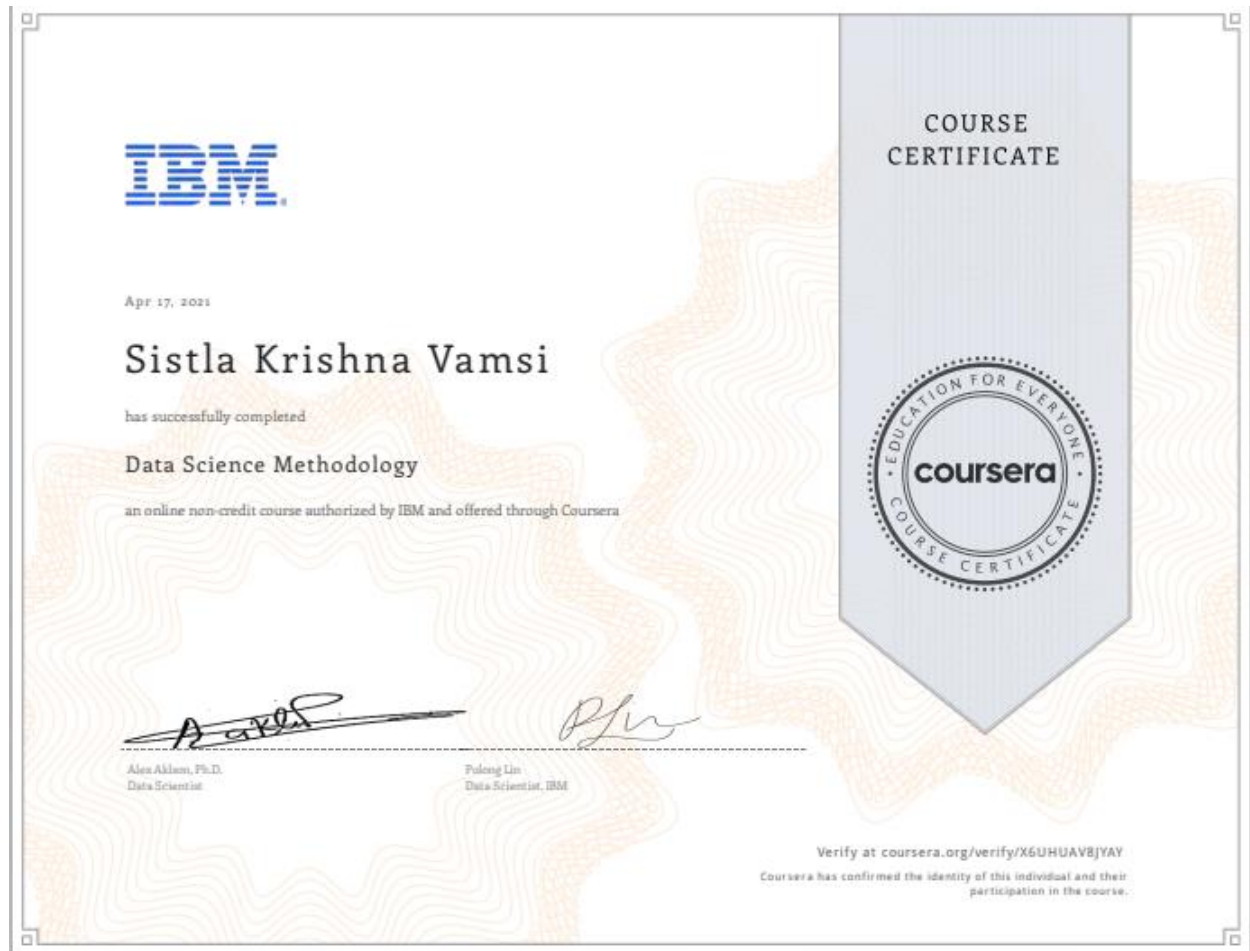 IBM
Apr 17, 2021
Sistla Krishna Vamsi
has successfully completed
Data Science Methodology
an online non-credit course authorized by IBM and offered through Coursera
Alex Aklson, Ph.D.
Data Scientist
Polong Lin
Data Scientist, IBM
COURSE
CERTIFICATE
EDUCATION FOR EVERYONE
coursera
COURSE CERTIFICATE
Verify at coursera.org/verify/X6UHUAV8JYAY
Coursera has confirmed the identity of this individual and their
participation in the course.